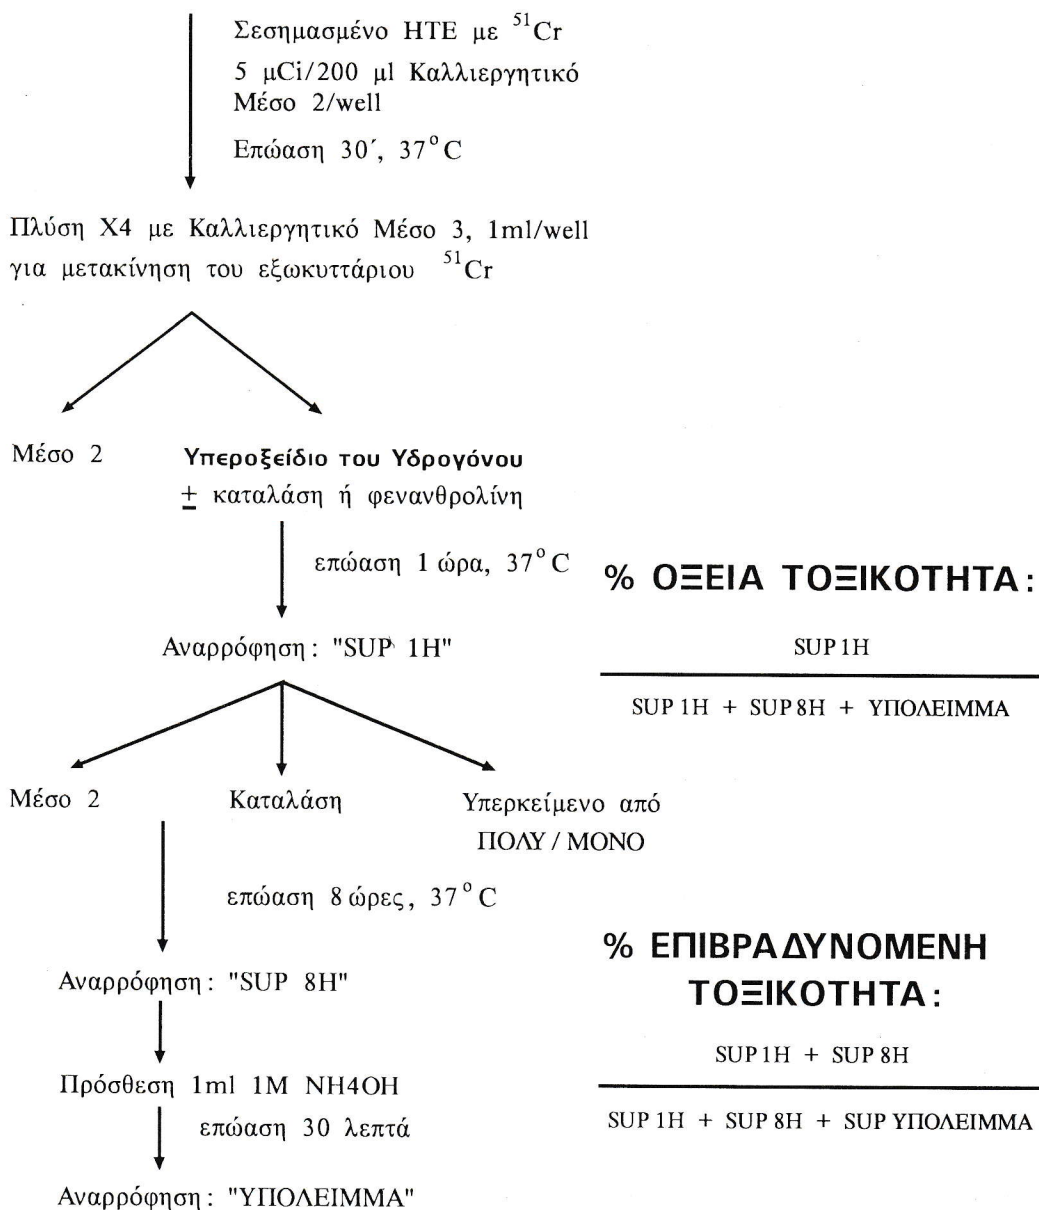 Σεσημασμένο ΗΤΕ με ⁵¹Cr
5 μCi/200 μl Καλλιεργητικό
Μέσο 2/well
Επώαση 30´, 37°C
Πλύση Χ4 με Καλλιεργητικό Μέσο 3, 1ml/well
για μετακίνηση του εξωκυττάριου ⁵¹Cr
Μέσο 2
Υπεροξείδιο του Υδρογόνου
± καταλάση ή φενανθρολίνη
επώαση 1 ώρα, 37°C
Αναρρόφηση: "SUP 1H"
% ΟΞΕΙΑ ΤΟΞΙΚΟΤΗΤΑ:
SUP 1H
SUP 1H + SUP 8H + ΥΠΟΛΕΙΜΜΑ
Μέσο 2
Καταλάση
Υπερκείμενο από
ΠΟΛΥ / ΜΟΝΟ
επώαση 8 ώρες, 37°C
Αναρρόφηση: "SUP 8H"
Πρόσθεση 1ml 1M NH4OH
επώαση 30 λεπτά
Αναρρόφηση: "ΥΠΟΛΕΙΜΜΑ"
% ΕΠΙΒΡΑΔΥΝΟΜΕΝΗ
ΤΟΞΙΚΟΤΗΤΑ:
SUP 1H + SUP 8H
SUP 1H + SUP 8H + SUP ΥΠΟΛΕΙΜΜΑ